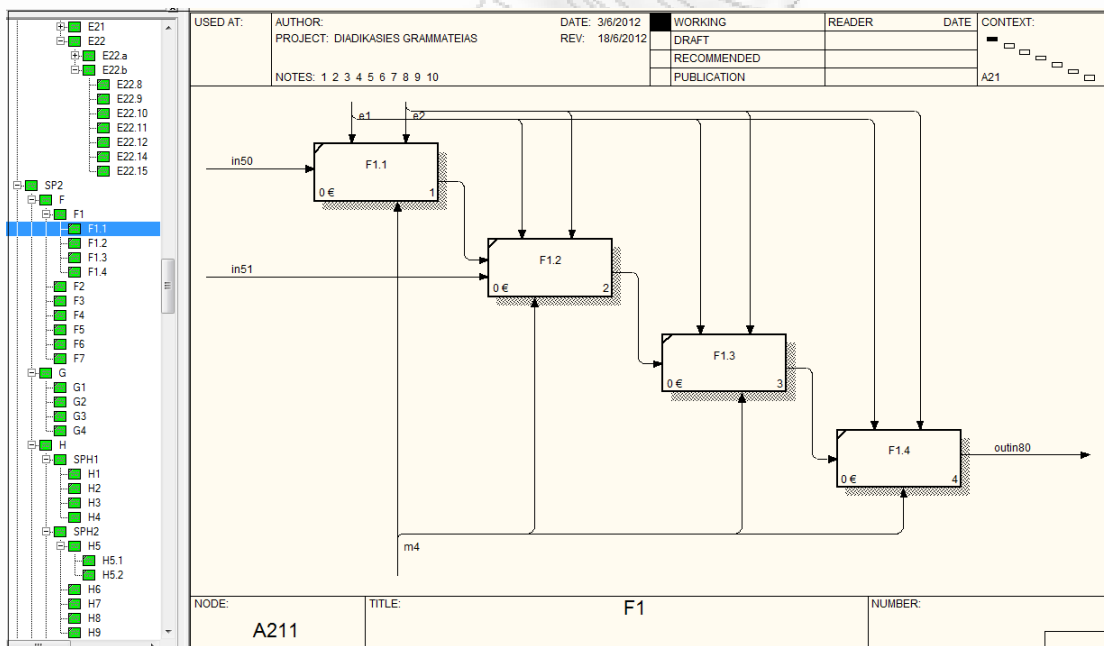 E21
E22
E22.a
E22.b
E22.8
E22.9
E22.10
E22.11
E22.12
E22.14
E22.15
SP2
F
F1
F1.1
F1.2
F1.3
F1.4
F2
F3
F4
F5
F6
F7
G
G1
G2
G3
G4
H
SPH1
H1
H2
H3
H4
SPH2
H5
H5.1
H5.2
H6
H7
H8
H9
USED AT:
AUTHOR:
DATE: 3/6/2012
PROJECT: DIADIKASIES GRAMMATEIAS
REV: 18/6/2012
NOTES: 1 2 3 4 5 6 7 8 9 10
WORKING
DRAFT
RECOMMENDED
PUBLICATION
READER DATE
CONTEXT:
A21
e1 e2
in50
F1.1
0 € 1
in51
F1.2
0 € 2
F1.3
0 € 3
F1.4
0 € 4
outin80
m4
NODE:
A211
TITLE:
F1
NUMBER: